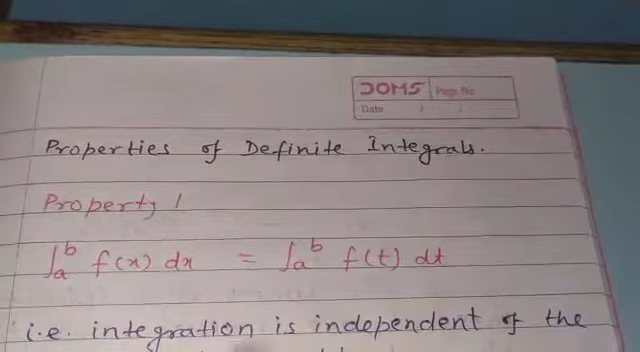 DOMS Page No.
Date / /
Properties of Definite Integrals.
Property 1
∫ₐᵇ f(x) dx = ∫ₐᵇ f(t) dt
i.e. integration is independent of the